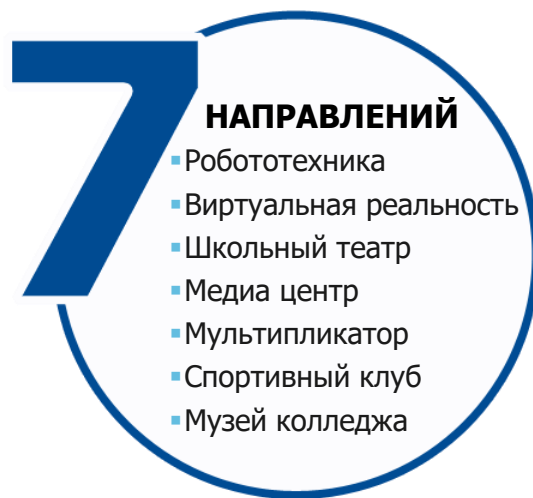 7
НАПРАВЛЕНИЙ
▪Робототехника
▪Виртуальная реальность
▪Школьный театр
▪Медиа центр
▪Мультипликатор
▪Спортивный клуб
▪Музей колледжа